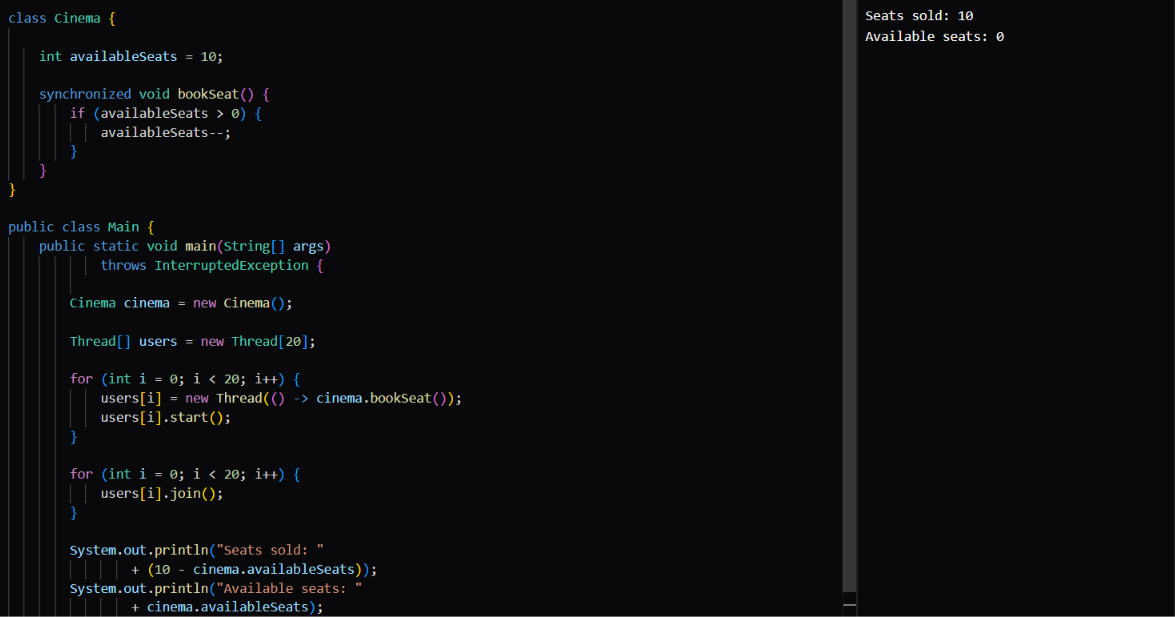 class Cinema {
int availableSeats = 10;
synchronized void bookSeat() {
if (availableSeats > 0) {
availableSeats--;
}
}
}
public class Main {
public static void main(String[] args)
throws InterruptedException {
Cinema cinema = new Cinema();
Thread[] users = new Thread[20];
for (int i = 0; i < 20; i++) {
users[i] = new Thread(() -> cinema.bookSeat());
users[i].start();
}
for (int i = 0; i < 20; i++) {
users[i].join();
}
System.out.println("Seats sold: "
+ (10 - cinema.availableSeats));
System.out.println("Available seats: "
+ cinema.availableSeats);
Seats sold: 10
Available seats: 0